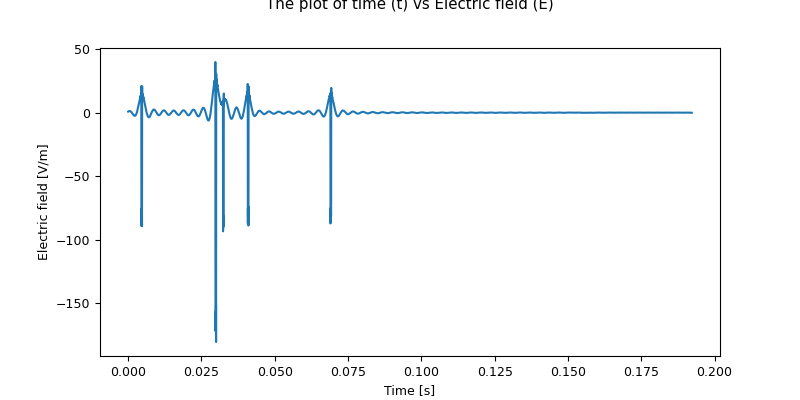 The plot of time (t) vs Electric field (E)
50
0
−50
−100
−150
Electric field [V/m]
0.000 0.025 0.050 0.075 0.100 0.125 0.150 0.175 0.200
Time [s]